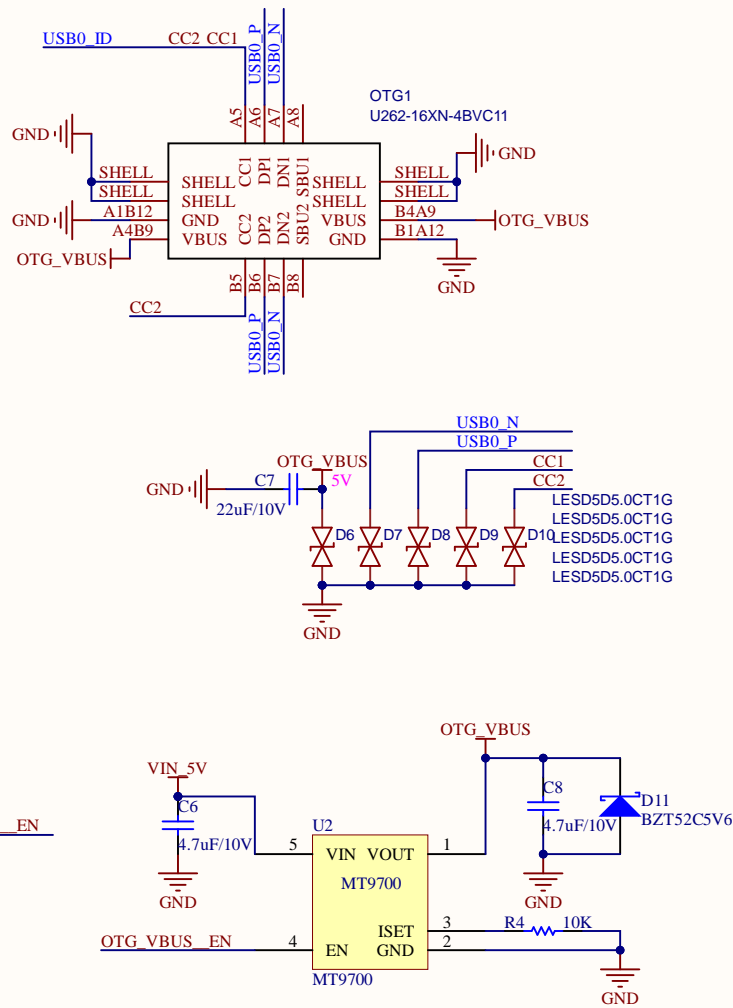 USB0_ID
CC2 CC1
USB0_P
USB0_N
OTG1
U262-16XN-4BVC11
A5
A6
A7
A8
GND
GND
SHELL
SHELL
SHELL
SHELL
A1B12
A4B9
SHELL
SHELL
GND
VBUS
CC1
DP1
DN1
SBU1
CC2
DP2
DN2
SBU2
SHELL
SHELL
VBUS
GND
B4A9
B1A12
GND
OTG_VBUS
OTG_VBUS
GND
B5
B6
B7
B8
CC2
USB0_P
USB0_N
USB0_N
USB0_P
CC1
CC2
OTG_VBUS
5V
GND
C7
22uF/10V
LESD5D5.0CT1G
LESD5D5.0CT1G
LESD5D5.0CT1G
LESD5D5.0CT1G
LESD5D5.0CT1G
D6
D7
D8
D9
D10
GND
OTG_VBUS
VIN_5V
C6
4.7uF/10V
GND
__EN
U2
5
VIN
VOUT
1
MT9700
ISET
3
4
EN
GND
2
MT9700
OTG_VBUS__EN
C8
4.7uF/10V
D11
BZT52C5V6
GND
R4
10K
GND